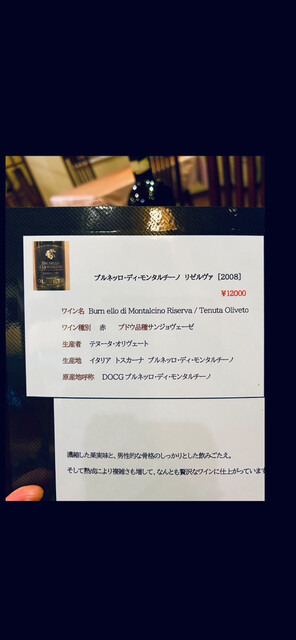 ブルネッロ・ディ・モンタルチーノ リゼルヴァ [2008]
¥12000
ワイン名 Burn ello di Montalcino Riserva / Tenuta Oliveto
ワイン種別 赤 ブドウ品種サンジョヴェーゼ
生産者 テヌータ・オリヴェート
生産地 イタリア トスカーナ ブルネッロ・ディ・モンタルチーノ
原産地呼称 DOCG ブルネッロ・ディ・モンタルチーノ
濃縮した果実味と、男性的な骨格のしっかりとした飲みごたえ。
そして熟成により複雑さも増して、なんとも贅沢なワインに仕上がっています